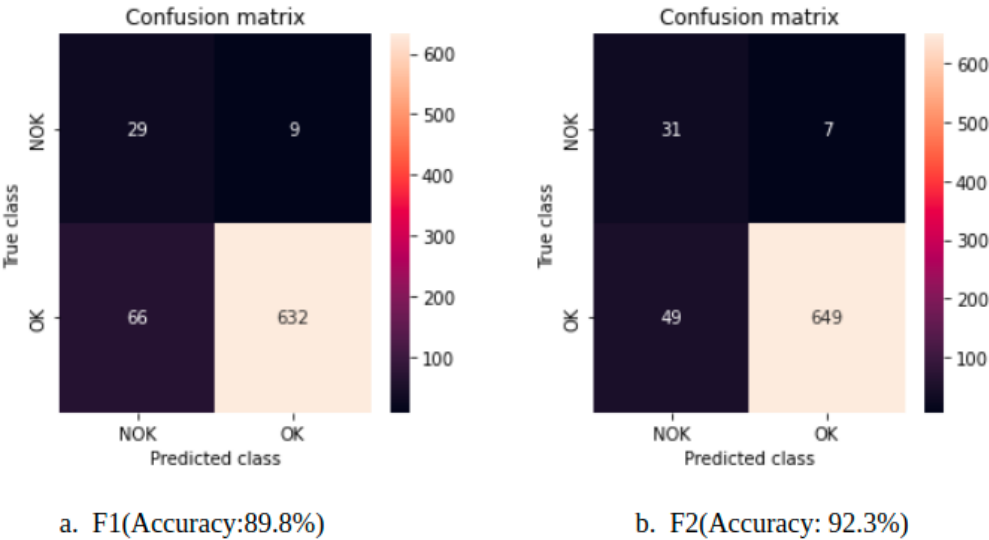 Confusion matrix
NOK
29
9
600
500
400
300
200
100
True class
OK
66
632
NOK
OK
Predicted class
a. F1(Accuracy:89.8%)
Confusion matrix
NOK
31
7
600
500
400
300
200
100
True class
OK
49
649
NOK
OK
Predicted class
b. F2(Accuracy: 92.3%)